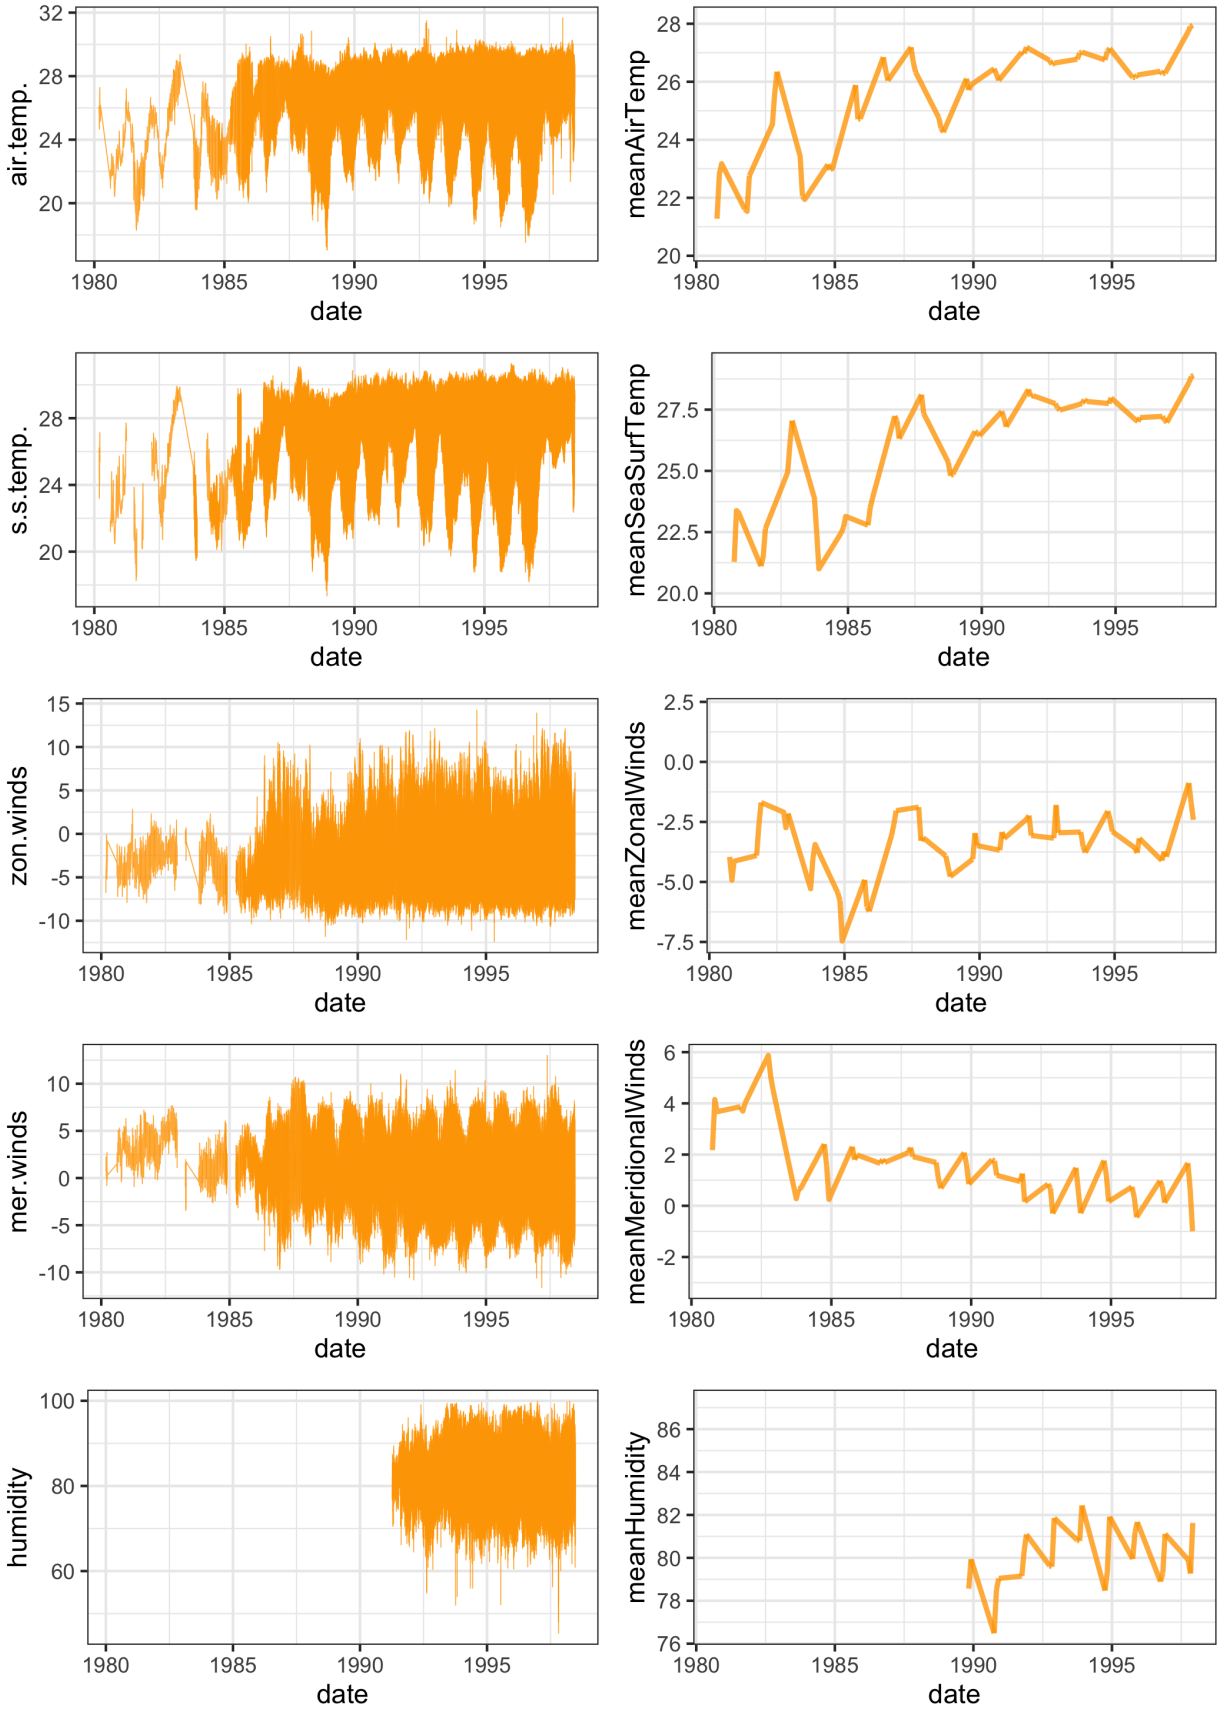 32
28
24
20
air.temp.
1980 1985 1990 1995
date
28
26
24
22
20
meanAirTemp
1980 1985 1990 1995
date
28
24
20
s.s.temp.
1980 1985 1990 1995
date
27.5
25.0
22.5
20.0
meanSeaSurfTemp
1980 1985 1990 1995
date
15
10
5
0
-5
-10
zon.winds
1980 1985 1990 1995
date
2.5
0.0
-2.5
-5.0
-7.5
meanZonalWinds
1980 1985 1990 1995
date
10
5
0
-5
-10
mer.winds
1980 1985 1990 1995
date
6
4
2
0
-2
meanMeridionalWinds
1980 1985 1990 1995
date
100
80
60
humidity
1980 1985 1990 1995
date
86
84
82
80
78
76
meanHumidity
1980 1985 1990 1995
date